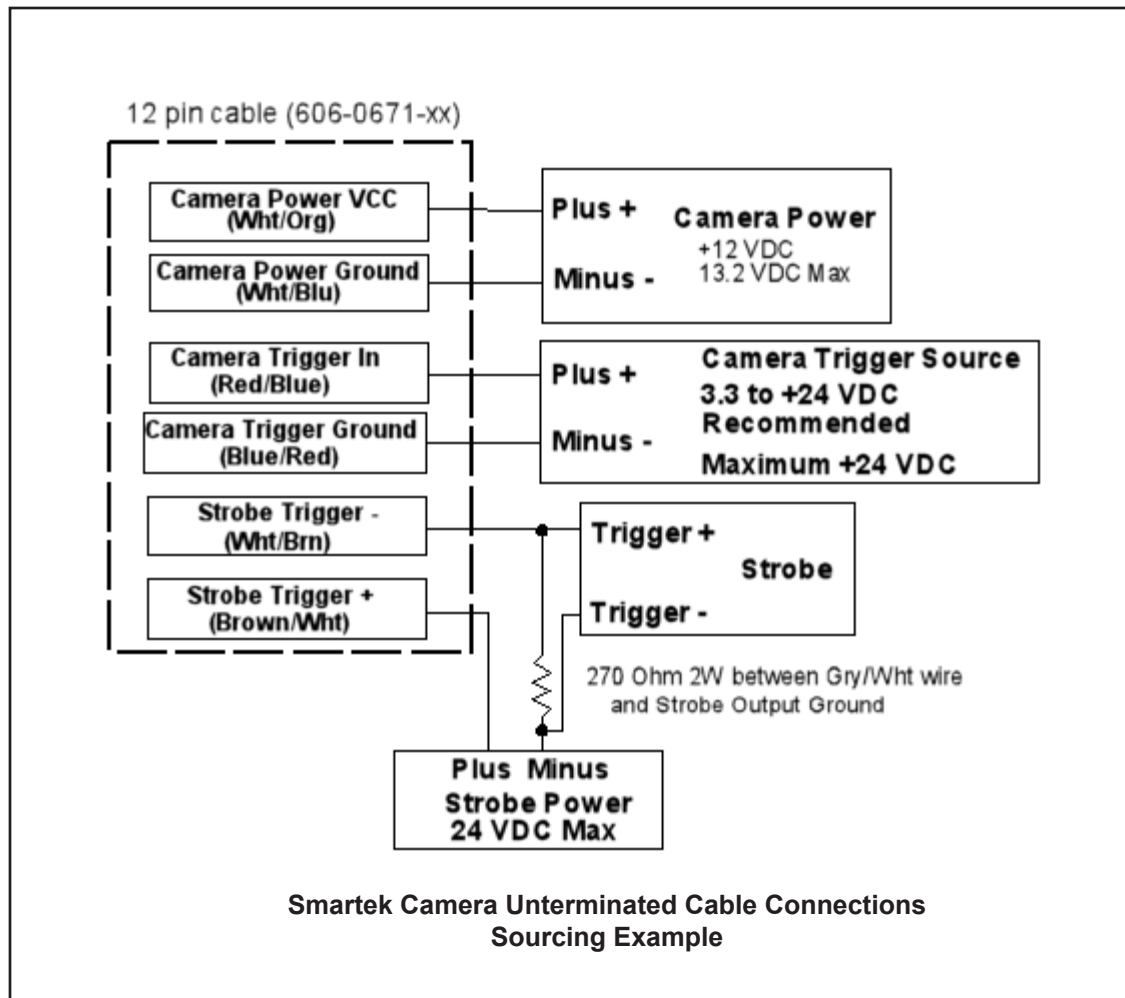 12 pin cable (606-0671-xx)
Camera Power VCC
(Wht/Org)
Camera Power Ground
(Wht/Blu)
Camera Trigger In
(Red/Blue)
Camera Trigger Ground
(Blue/Red)
Strobe Trigger -
(Wht/Brn)
Strobe Trigger +
(Brown/Wht)
Plus +
Camera Power
+12 VDC
13.2 VDC Max
Minus -
Plus +
Camera Trigger Source
3.3 to +24 VDC
Recommended
Minus -
Maximum +24 VDC
Trigger +
Strobe
Trigger -
270 Ohm 2W between Gry/Wht wire
and Strobe Output Ground
Plus Minus
Strobe Power
24 VDC Max
Smartek Camera Unterminated Cable Connections
Sourcing Example